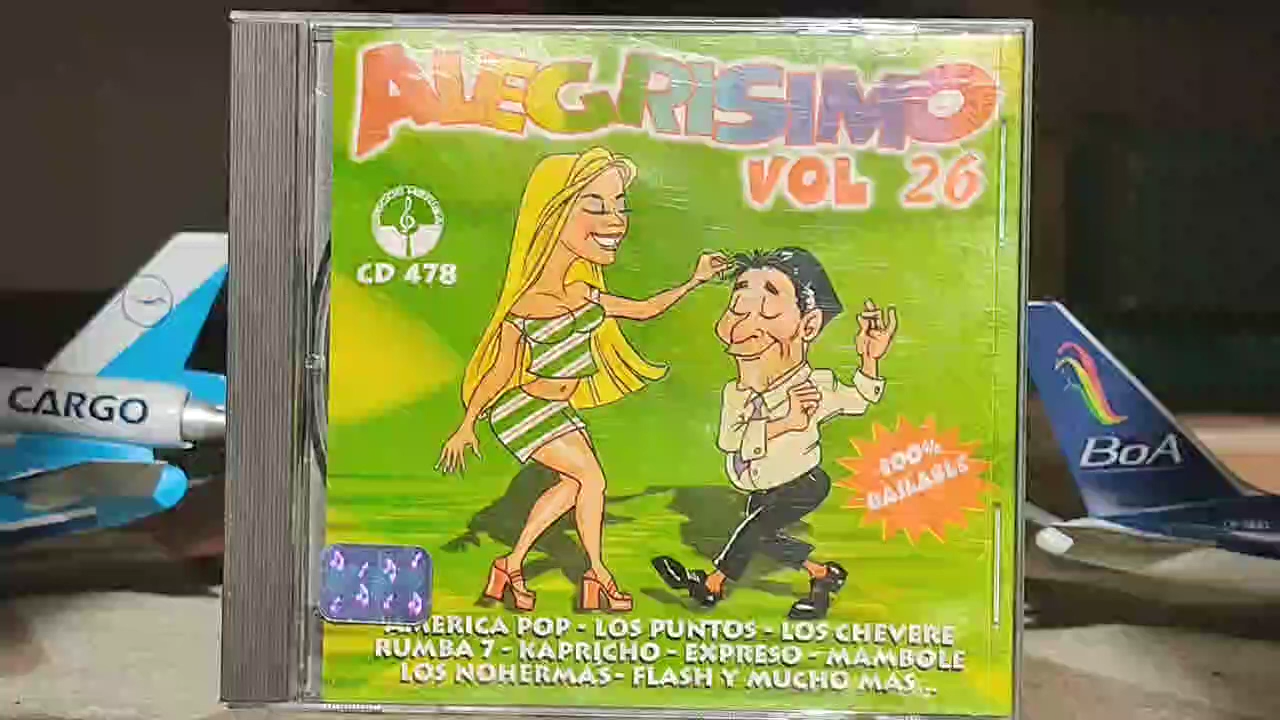 ALEGRISIMO
VOL 26
CD 478
CARGO
BoA
100%
BAILABLE
AMERICA POP - LOS PUNTOS - LOS CHEVERE
RUMBA 7 - KAPRICHO - EXPRESO - MAMBOLE
LOS NOHERMAS - FLASH Y MUCHO MAS...